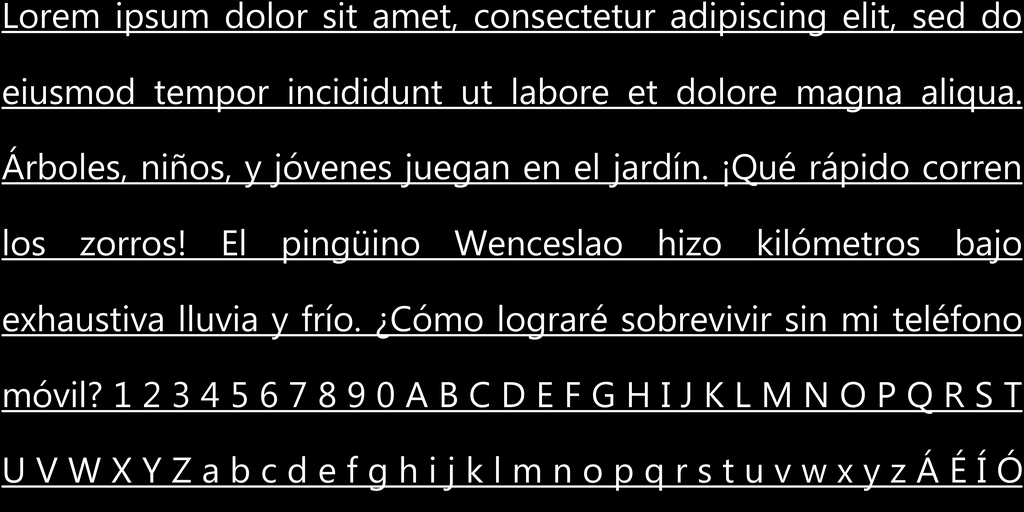 Lorem ipsum dolor sit amet, consectetur adipiscing elit, sed do
eiusmod tempor incididunt ut labore et dolore magna aliqua.
Árboles, niños, y jóvenes juegan en el jardín. ¡Qué rápido corren
los zorros! El pingüino Wenceslao hizo kilómetros bajo
exhaustiva lluvia y frío. ¿Cómo lograré sobrevivir sin mi teléfono
móvil? 1 2 3 4 5 6 7 8 9 0 A B C D E F G H I J K L M N O P Q R S T
U V W X Y Z a b c d e f g h i j k l m n o p q r s t u v w x y z Á É Í Ó